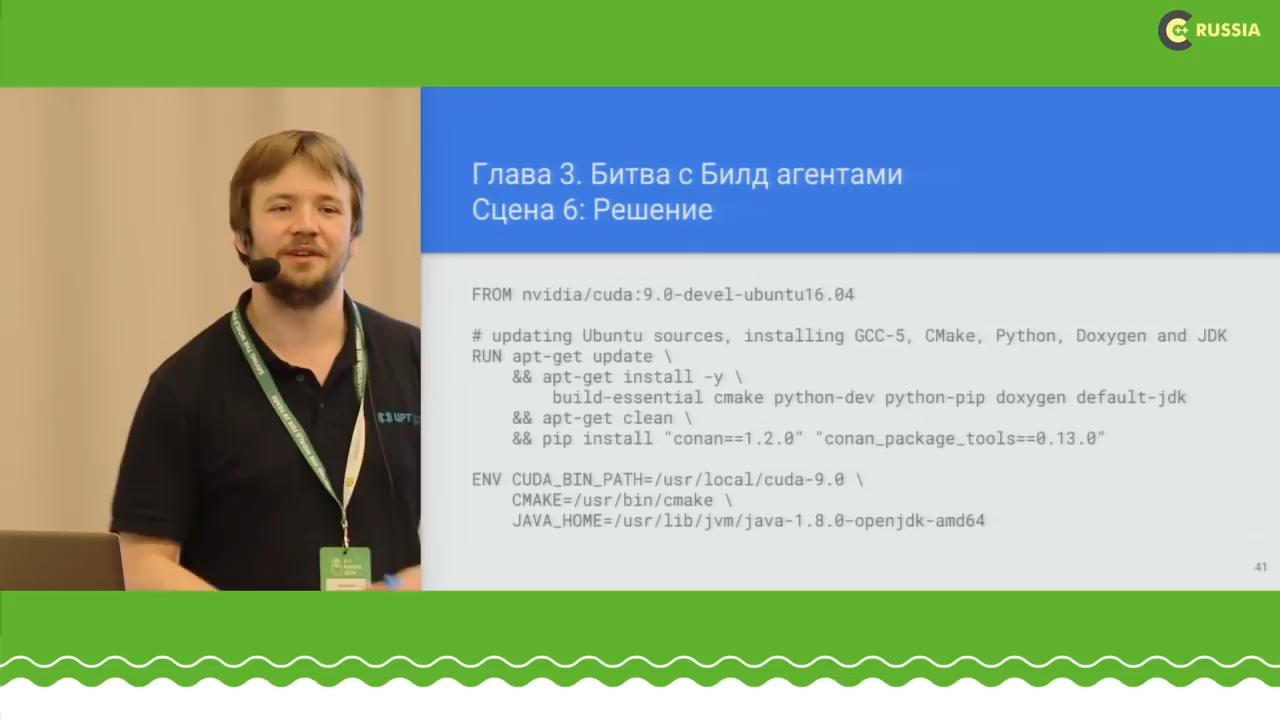 C++ RUSSIA
Глава 3. Битва с Билд агентами
Сцена 6: Решение
FROM nvidia/cuda:9.0-devel-ubuntu16.04
# updating Ubuntu sources, installing GCC-5, CMake, Python, Doxygen and JDK
RUN apt-get update \
&& apt-get install -y \
build-essential cmake python-dev python-pip doxygen default-jdk
&& apt-get clean \
&& pip install "conan==1.2.0" "conan_package_tools==0.13.0"
ENV CUDA_BIN_PATH=/usr/local/cuda-9.0 \
CMAKE=/usr/bin/cmake \
JAVA_HOME=/usr/lib/jvm/java-1.8.0-openjdk-amd64
41